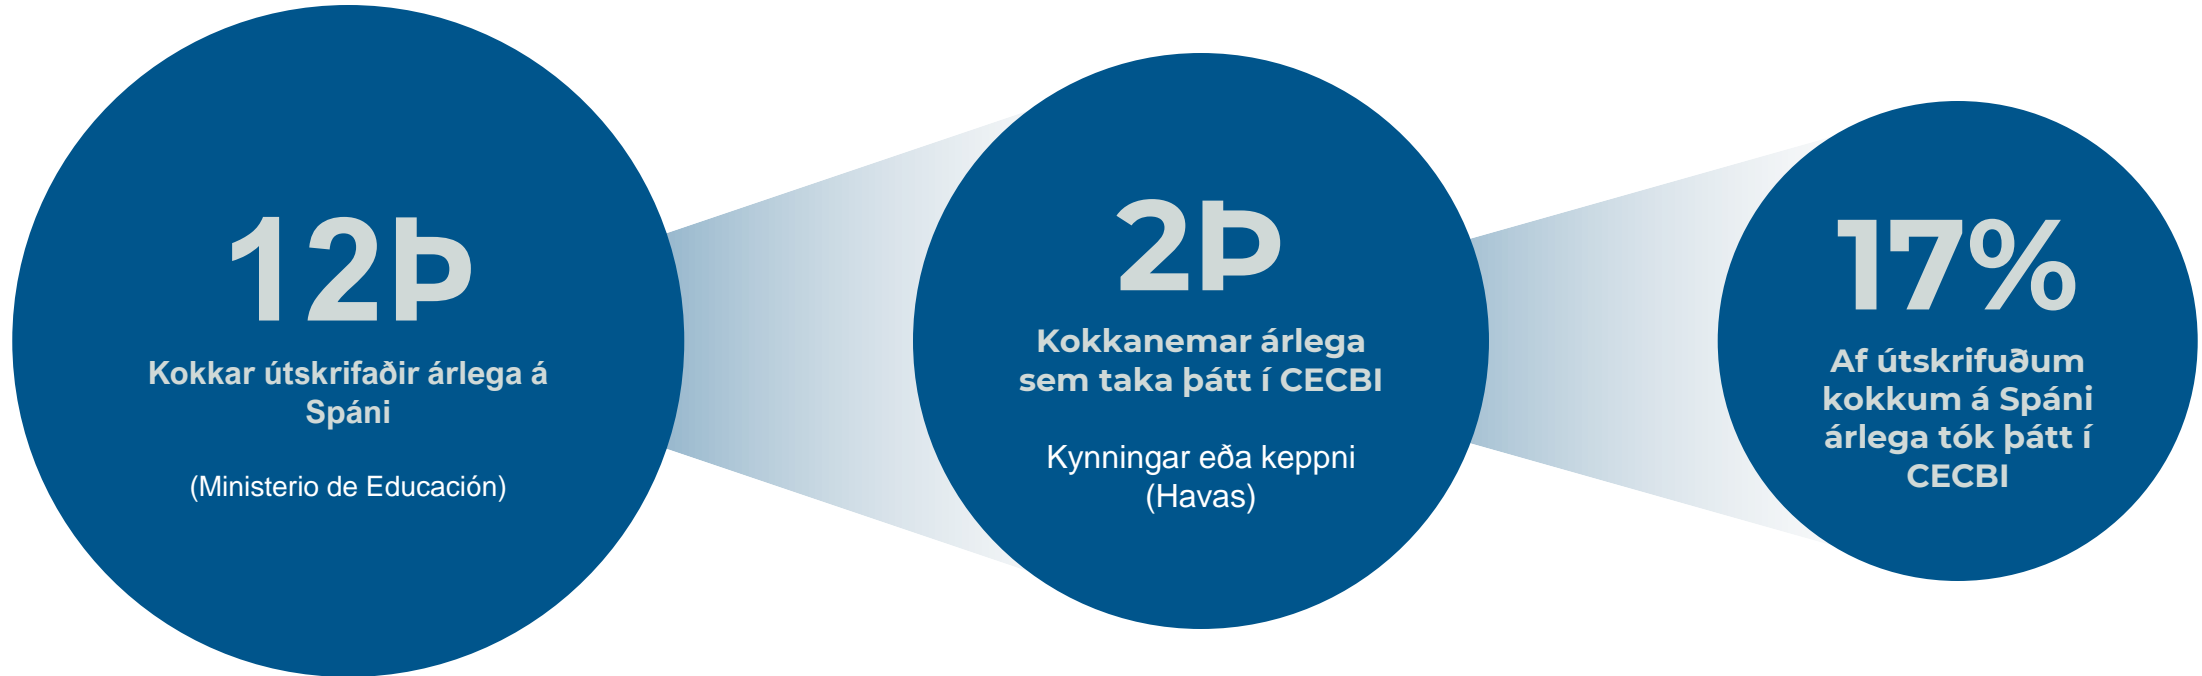 12Þ
Kokkar útskrifaðir árlega á
Spáni
(Ministerio de Educación)
2Þ
Kokkanemar árlega
sem taka þátt í CECBI
Kynningar eða keppni
(Havas)
17%
Af útskrifuðum
kokkum á Spáni
árlega tók þátt í
CECBI